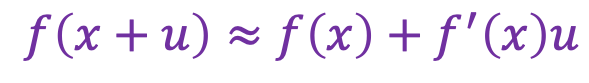 f(x + u) ≈ f(x) + f′(x)u